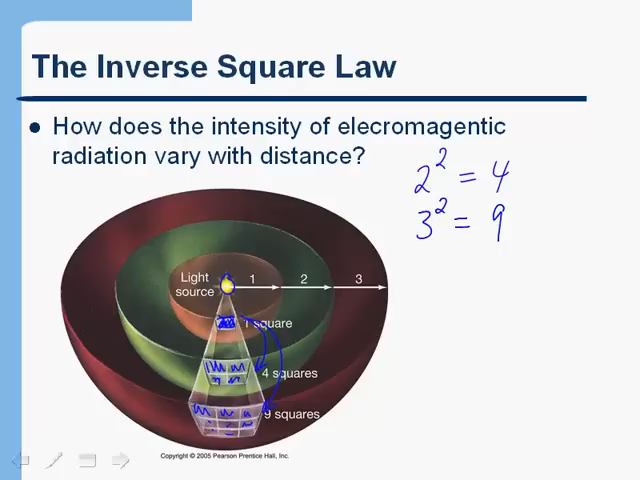 The Inverse Square Law
How does the intensity of elecromagentic
radiation vary with distance?
2² = 4
3² = 9
Light
source
1
2
3
1 square
4 squares
9 squares
Copyright © 2005 Pearson Prentice Hall, Inc.